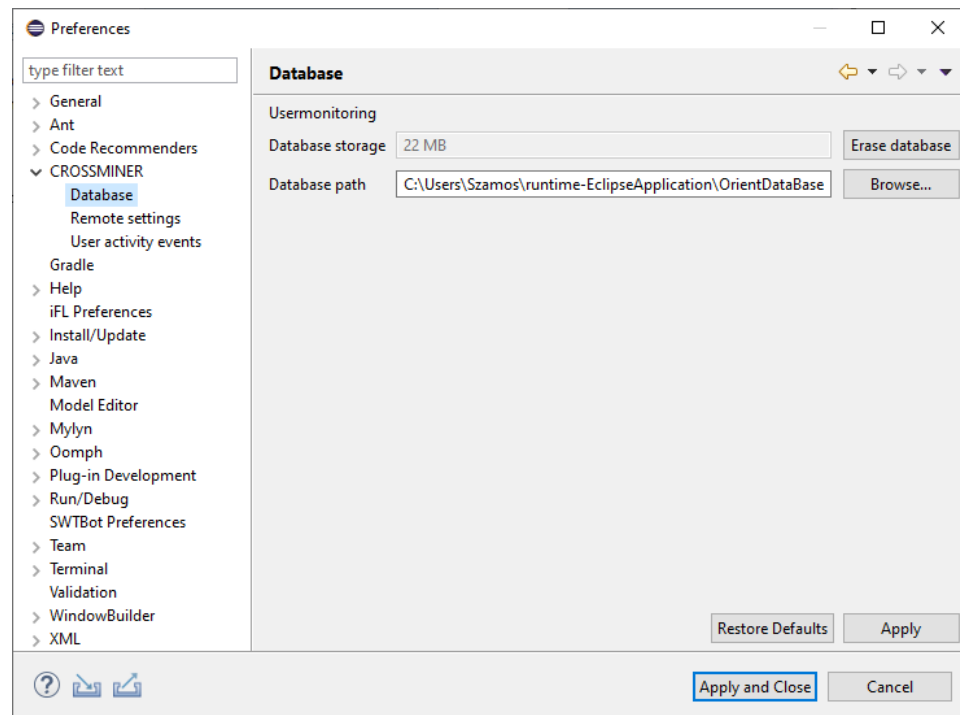 Preferences
type filter text
General
Ant
Code Recommenders
CROSSMINER
Database
Remote settings
User activity events
Gradle
Help
iFL Preferences
Install/Update
Java
Maven
Model Editor
Mylyn
Oomph
Plug-in Development
Run/Debug
SWTBot Preferences
Team
Terminal
Validation
WindowBuilder
XML
Database
Usermonitoring
Database storage 22 MB Erase database
Database path C:\Users\Szamos\runtime-EclipseApplication\OrientDataBase Browse...
Restore Defaults Apply
Apply and Close Cancel